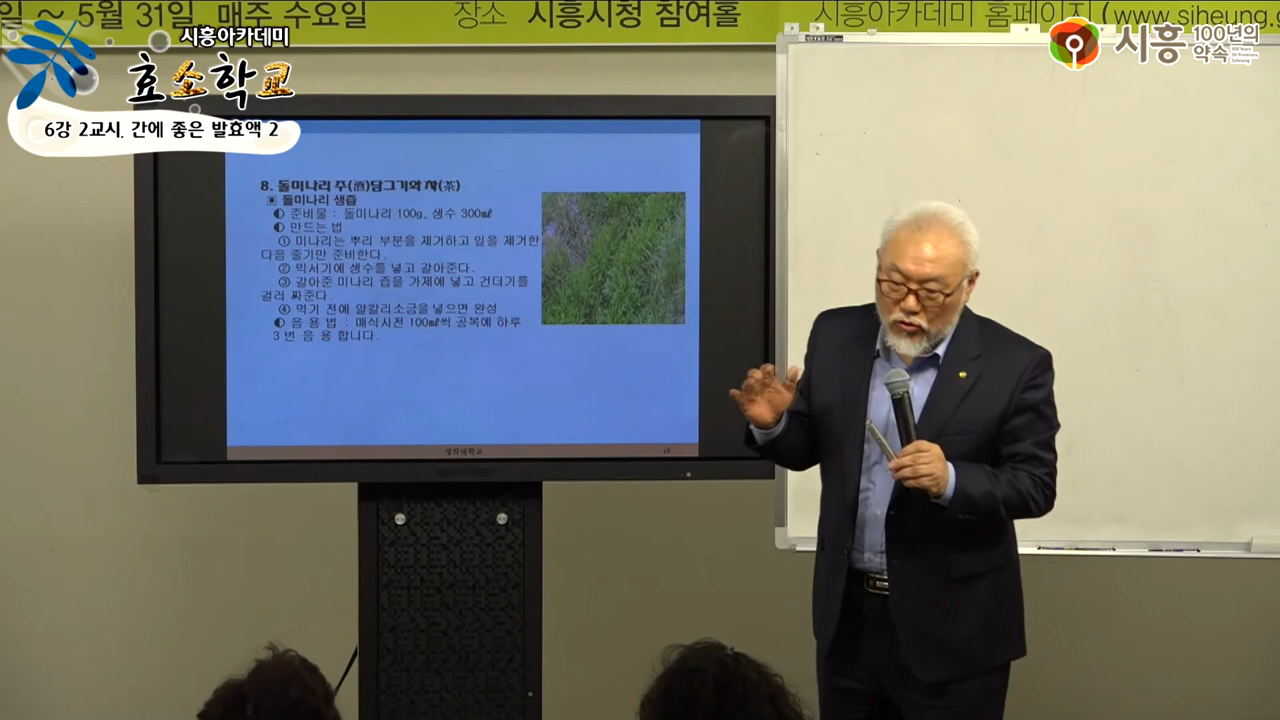 일 ~ 5월 31일, 매주 수요일 장소 시흥시청 참여홀 시흥아카데미 홈페이지 (www.siheung.g
시흥아카데미
효소학교
6강 2교시. 간에 좋은 발효액 2
시흥 100년의 약속
8. 돌미나리 주(酒)담그기와 차(茶)
▣ 돌미나리 생즙
◐ 준비물 : 돌미나리 100g, 생수 300㎖
◐ 만드는 법
① 미나리는 뿌리 부분을 제거하고 잎을 제거한
다음 줄기만 준비한다.
② 믹서기에 생수를 넣고 갈아준다.
③ 갈아준 미나리 즙을 가제에 넣고 건더기를
걸러 짜준다.
④ 먹기 전에 알칼리소금을 넣으면 완성
◐ 음 용 법 : 매식사전 100㎖씩 공복에 하루
3 번 음 용 합니다.